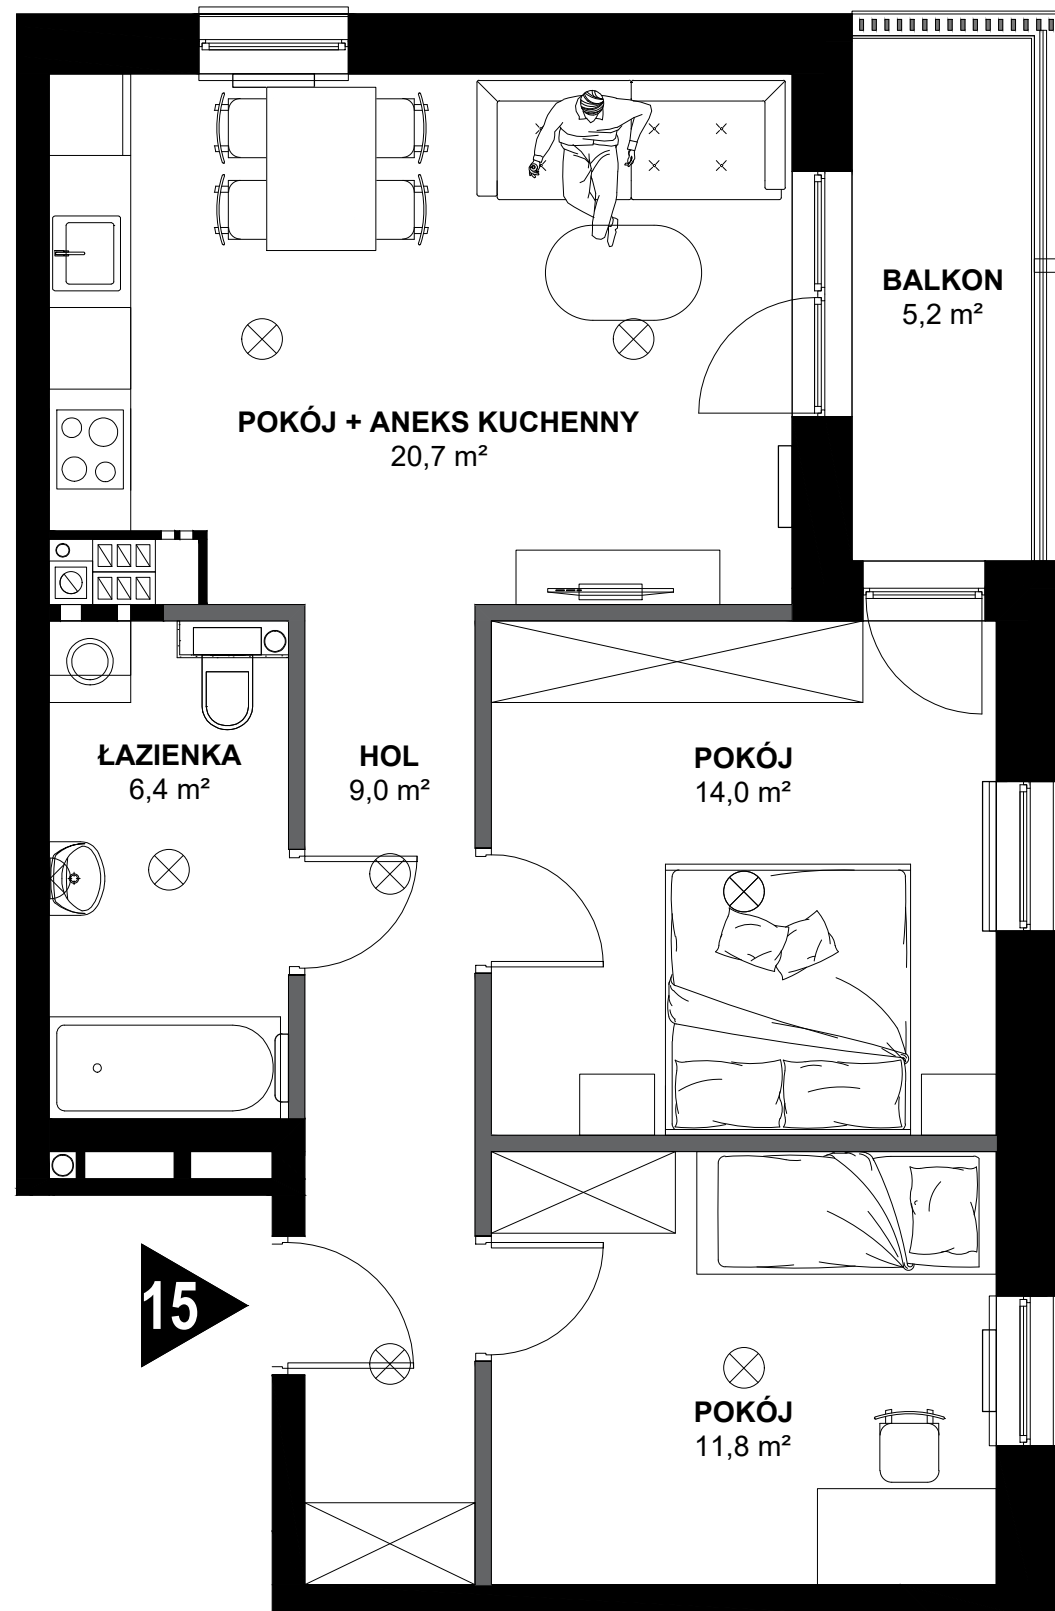 BALKON
5,2 m²
POKÓJ + ANEKS KUCHENNY
20,7 m²
ŁAZIENKA
6,4 m²
HOL
9,0 m²
POKÓJ
14,0 m²
15
POKÓJ
11,8 m²